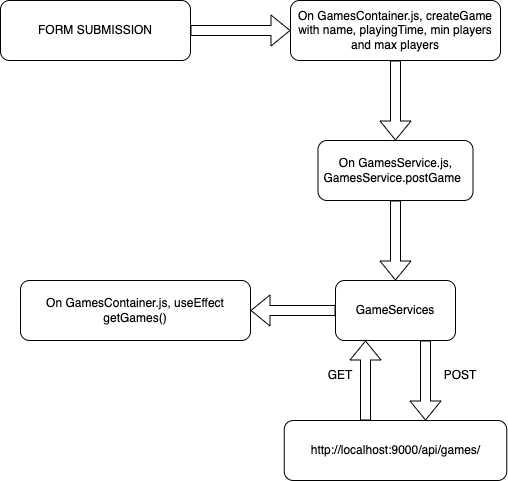 FORM SUBMISSION
On GamesContainer.js, createGame
with name, playingTime, min players
and max players
On GamesService.js,
GamesService.postGame
On GamesContainer.js, useEffect
getGames()
GameServices
GET
POST
http://localhost:9000/api/games/